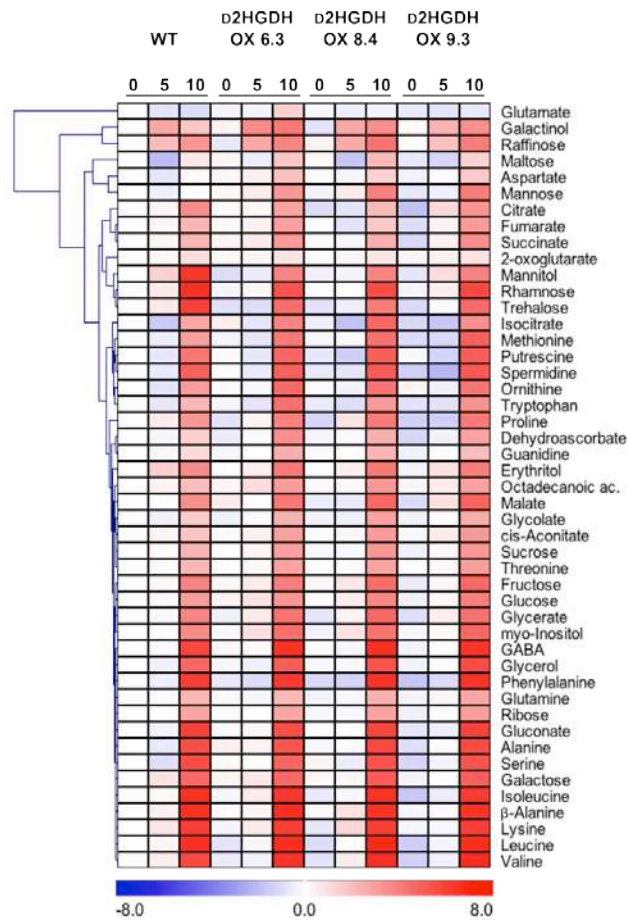 D2HGDH D2HGDH D2HGDH
WT OX 6.3 OX 8.4 OX 9.3
0 5 10 0 5 10 0 5 10 0 5 10
Glutamate
Galactinol
Raffinose
Maltose
Aspartate
Mannose
Citrate
Fumarate
Succinate
2-oxoglutarate
Mannitol
Rhamnose
Trehalose
Isocitrate
Methionine
Putrescine
Spermidine
Ornithine
Tryptophan
Proline
Dehydroascorbate
Guanidine
Erythritol
Octadecanoic ac.
Malate
Glycolate
cis-Aconitate
Sucrose
Threonine
Fructose
Glucose
Glycerate
myo-Inositol
GABA
Glycerol
Phenylalanine
Glutamine
Ribose
Gluconate
Alanine
Serine
Galactose
Isoleucine
β-Alanine
Lysine
Leucine
Valine
-8.0 0.0 8.0